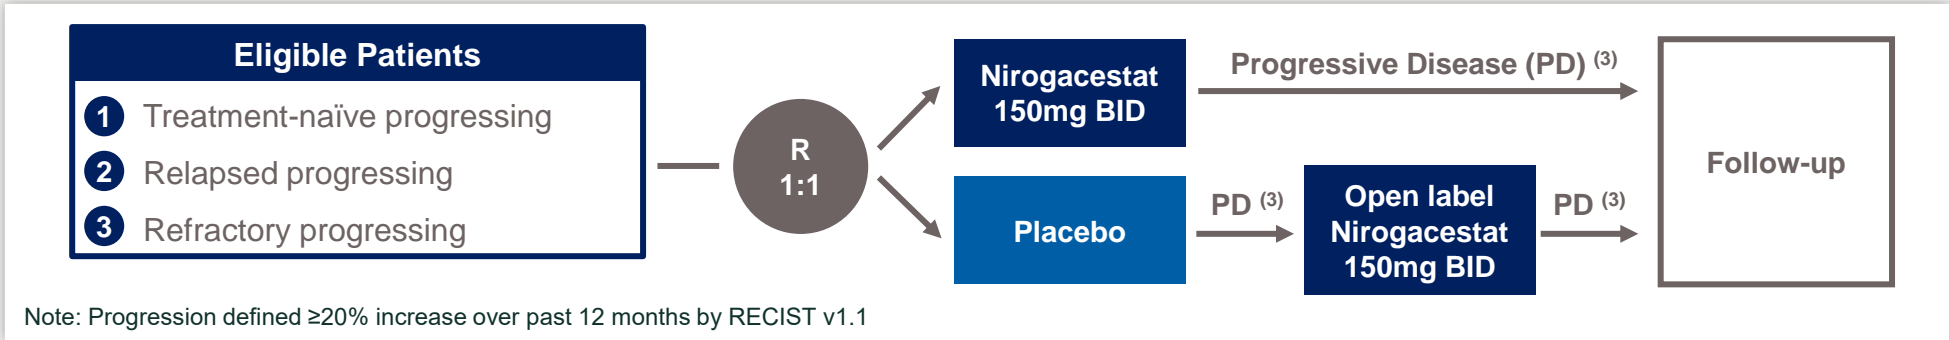 Eligible Patients
1 Treatment-naïve progressing
2 Relapsed progressing
3 Refractory progressing
R
1:1
Nirogacestat
150mg BID
Progressive Disease (PD) (3)
Placebo
PD (3)
Open label
Nirogacestat
150mg BID
PD (3)
Follow-up
Note: Progression defined ≥20% increase over past 12 months by RECIST v1.1